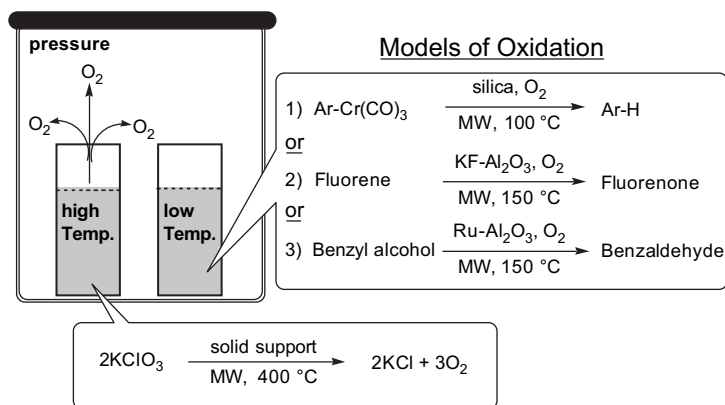 pressure
O₂
O₂
O₂
high
Temp.
low
Temp.
Models of Oxidation
1) Ar-Cr(CO)₃ silica, O₂ MW, 100 °C Ar-H
or
2) Fluorene KF-Al₂O₃, O₂ MW, 150 °C Fluorenone
or
3) Benzyl alcohol Ru-Al₂O₃, O₂ MW, 150 °C Benzaldehyde
2KClO₃ solid support MW, 400 °C 2KCl + 3O₂